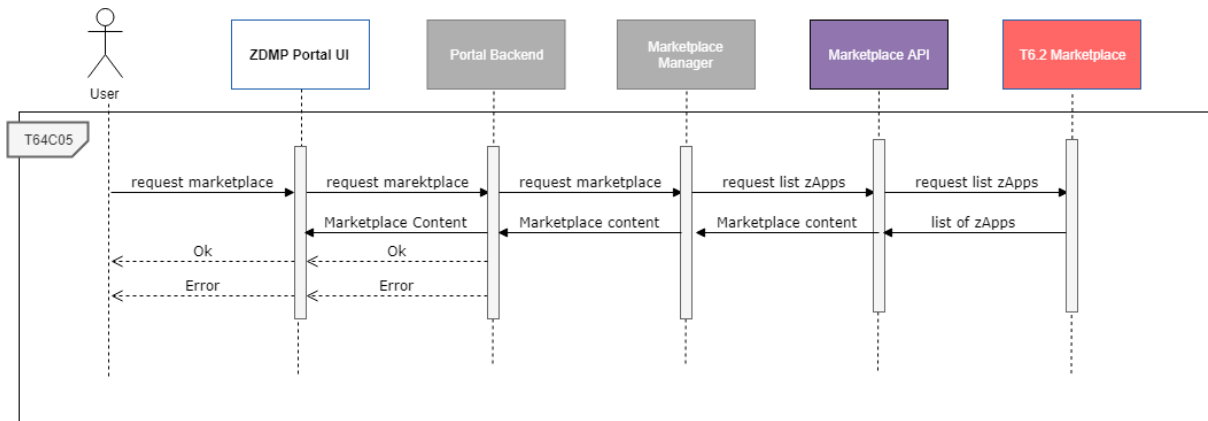 User
ZDMP Portal UI
Portal Backend
Marketplace
Manager
Marketplace API
T6.2 Marketplace
T64C05
request marketplace
request marektplace
request marketplace
request list zApps
request list zApps
Marketplace Content
Marketplace content
Marketplace content
list of zApps
Ok
Ok
Error
Error